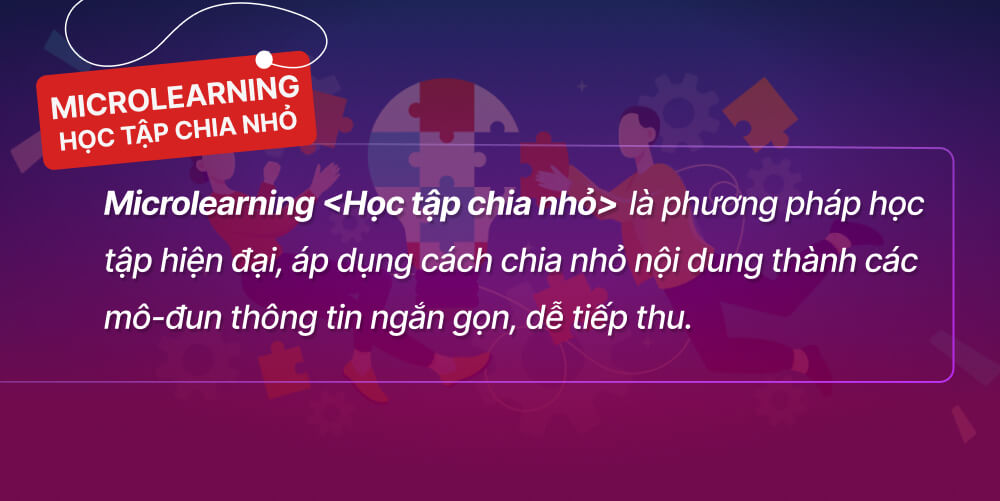 MICROLEARNING
HỌC TẬP CHIA NHỎ
Microlearning <Học tập chia nhỏ> là phương pháp học
tập hiện đại, áp dụng cách chia nhỏ nội dung thành các
mô-đun thông tin ngắn gọn, dễ tiếp thu.